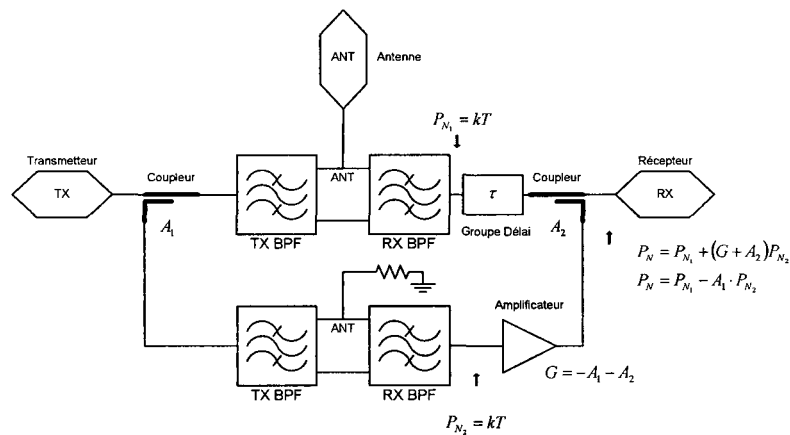 ANT
Antenne
P_{N_1} = kT
Transmetteur
Coupleur
Coupleur
Récepteur
TX
ANT
τ
RX
A_1
TX BPF
RX BPF
Groupe Délai
A_2
P_N = P_{N_1} + (G + A_2)P_{N_2}
P_N = P_{N_1} - A_1 · P_{N_2}
Amplificateur
ANT
G = -A_1 - A_2
TX BPF
RX BPF
P_{N_2} = kT